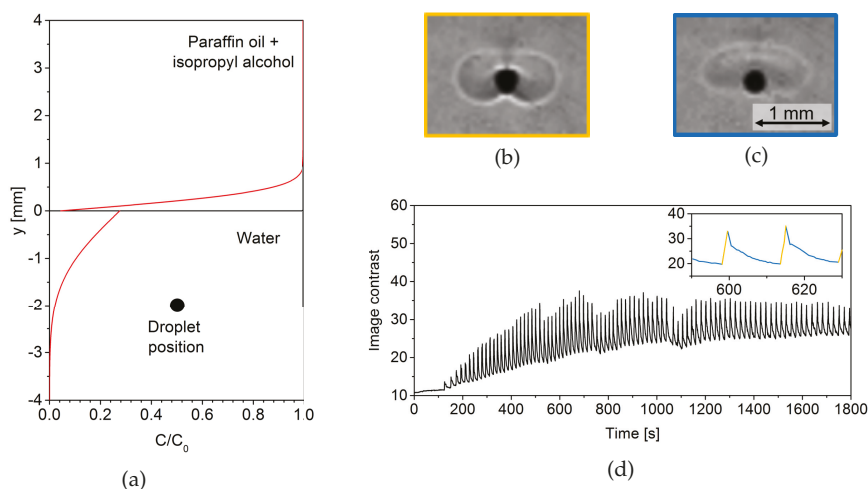 4
3
2
1
0
-1
-2
-3
-4
y [mm]
Paraffin oil +
isopropyl alcohol
Water
Droplet
position
0.0 0.2 0.4 0.6 0.8 1.0
C/C₀
(a)
(b)
1 mm
(c)
60
50
40
30
20
10
Image contrast
40
30
20
600 620
0 200 400 600 800 1000 1200 1400 1600 1800
Time [s]
(d)